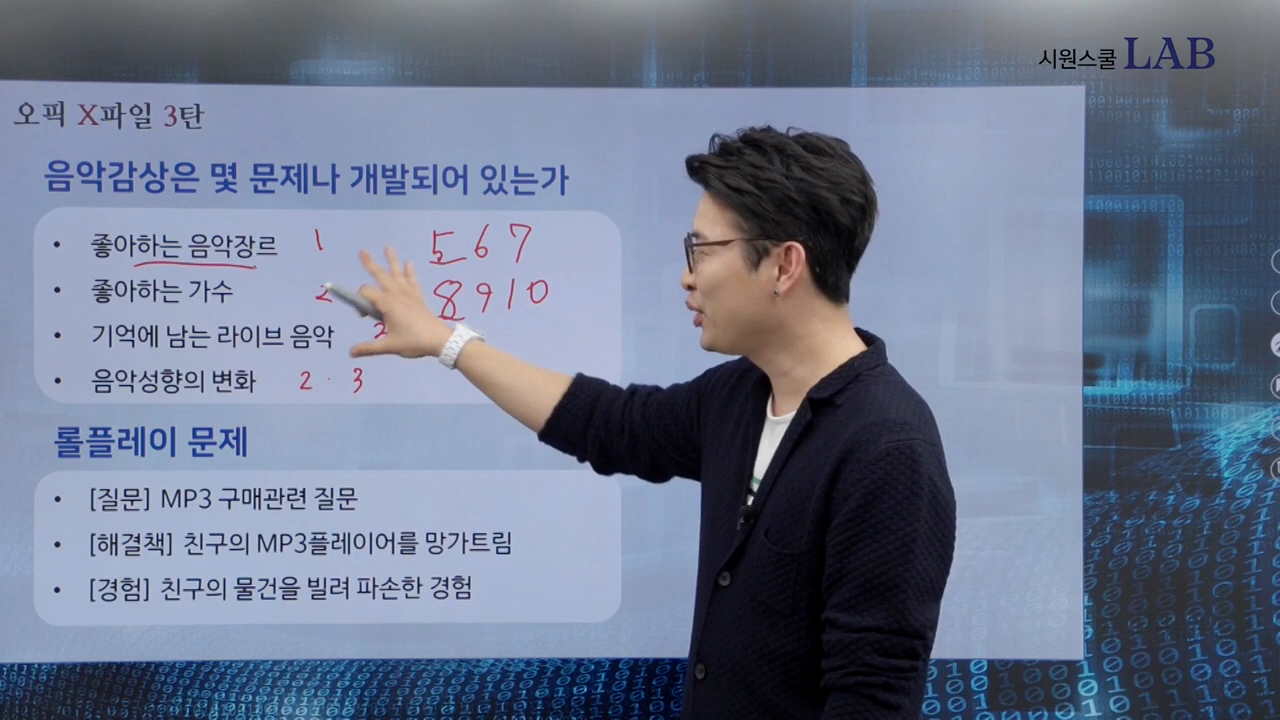 시원스쿨 LAB
오픽 X파일 3탄
음악감상은 몇 문제나 개발되어 있는가
• 좋아하는 음악장르 1 5 6 7
• 좋아하는 가수 2 8 9 10
• 기억에 남는 라이브 음악
• 음악성향의 변화 2 · 3
롤플레이 문제
• [질문] MP3 구매관련 질문
• [해결책] 친구의 MP3플레이어를 망가트림
• [경험] 친구의 물건을 빌려 파손한 경험